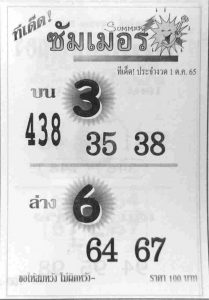 ทีเด็ด!
ซัมเมอร์
SUMMER
ทีเด็ด! ประจำงวด 1 ต.ค. 65
บน
3
438
35 38
ล่าง
6
64 67
ขอให้สมหวัง ไม่ผิดหวัง-
ราคา 100 บาท